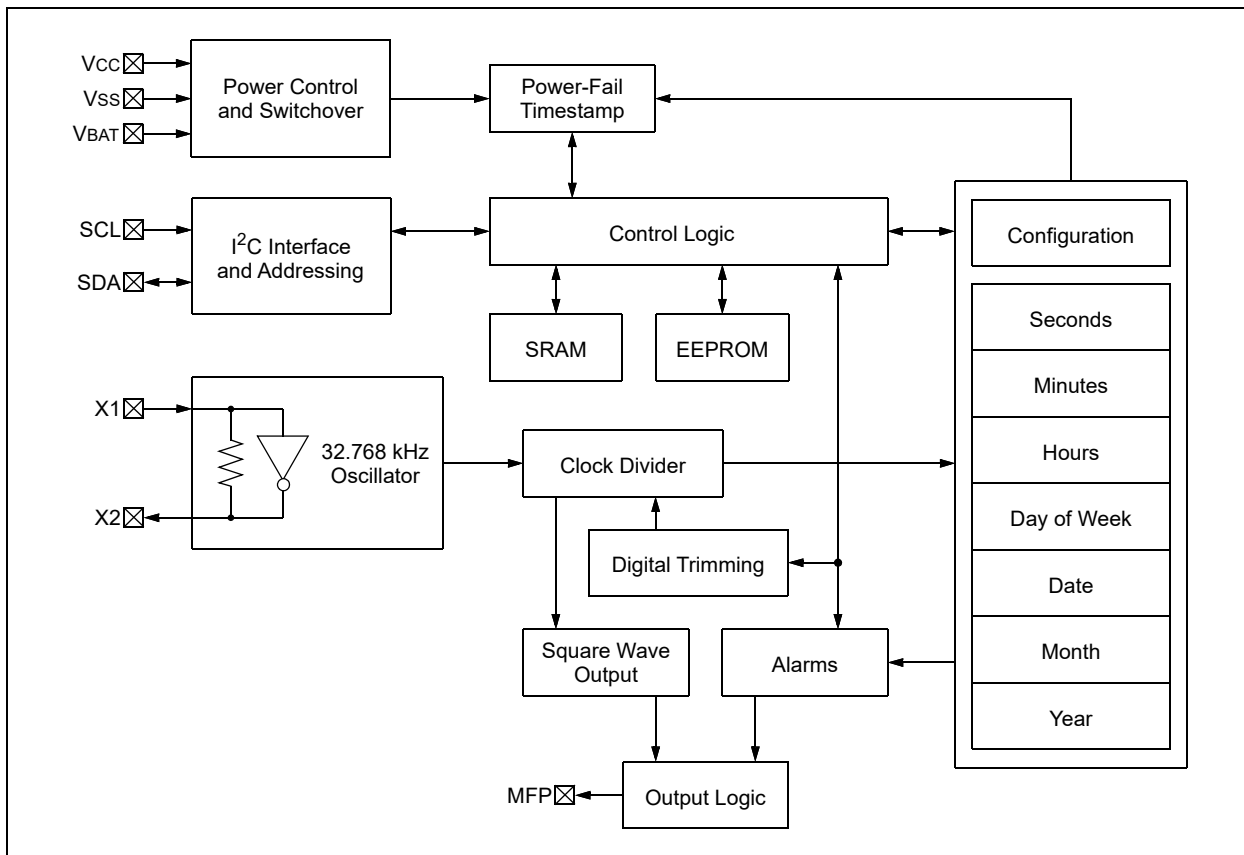 VCC
VSS
VBAT
Power Control
and Switchover
Power-Fail
Timestamp
SCL
SDA
I²C Interface
and Addressing
Control Logic
Configuration
SRAM
EEPROM
Seconds
Minutes
Hours
Day of Week
Date
Month
Year
X1
X2
32.768 kHz
Oscillator
Clock Divider
Digital Trimming
Square Wave
Output
Alarms
MFP
Output Logic